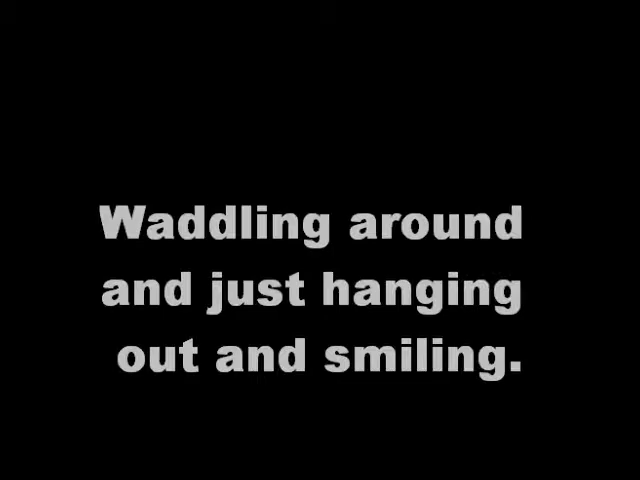 Waddling around
and just hanging
out and smiling.